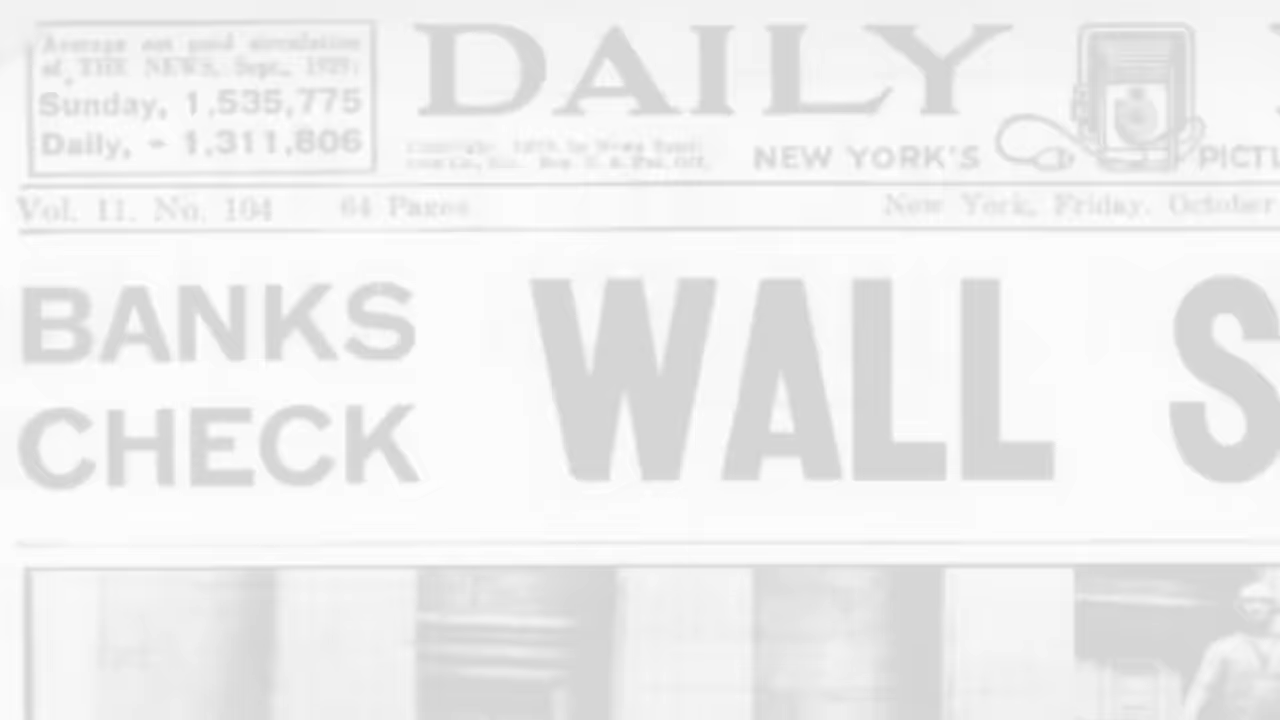 Average net paid circulation
of THE NEWS, Sept., 1929:
Sunday, 1,535,775
Daily, - 1,311,806
DAILY
NEW YORK'S PICTU
Vol. 11. No. 104 64 Pages New York, Friday, October
BANKS
CHECK
WALL S